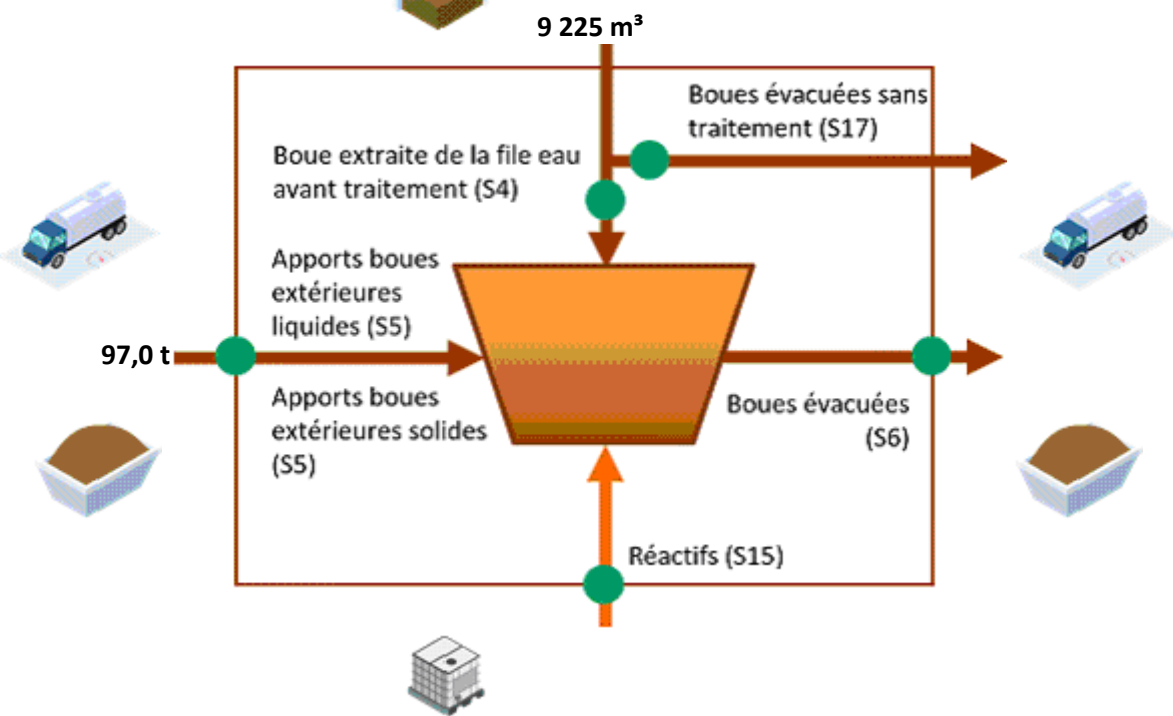 9 225 m³
Boues évacuées sans
traitement (S17)
Boue extraite de la file eau
avant traitement (S4)
Apports boues
extérieures
liquides (S5)
97,0 t
Apports boues
extérieures solides
(S5)
Boues évacuées
(S6)
Réactifs (S15)